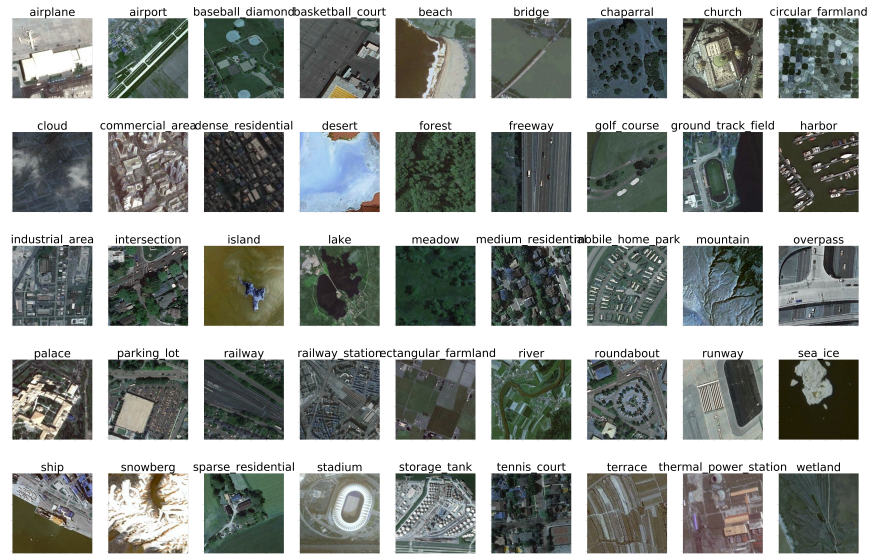 airplane
airport
baseball_diamond
basketball_court
beach
bridge
chaparral
church
circular_farmland
cloud
commercial_area
dense_residential
desert
forest
freeway
golf_course
ground_track_field
harbor
industrial_area
intersection
island
lake
meadow
medium_residential
mobile_home_park
mountain
overpass
palace
parking_lot
railway
railway_station
rectangular_farmland
river
roundabout
runway
sea_ice
ship
snowberg
sparse_residential
stadium
storage_tank
tennis_court
terrace
thermal_power_station
wetland